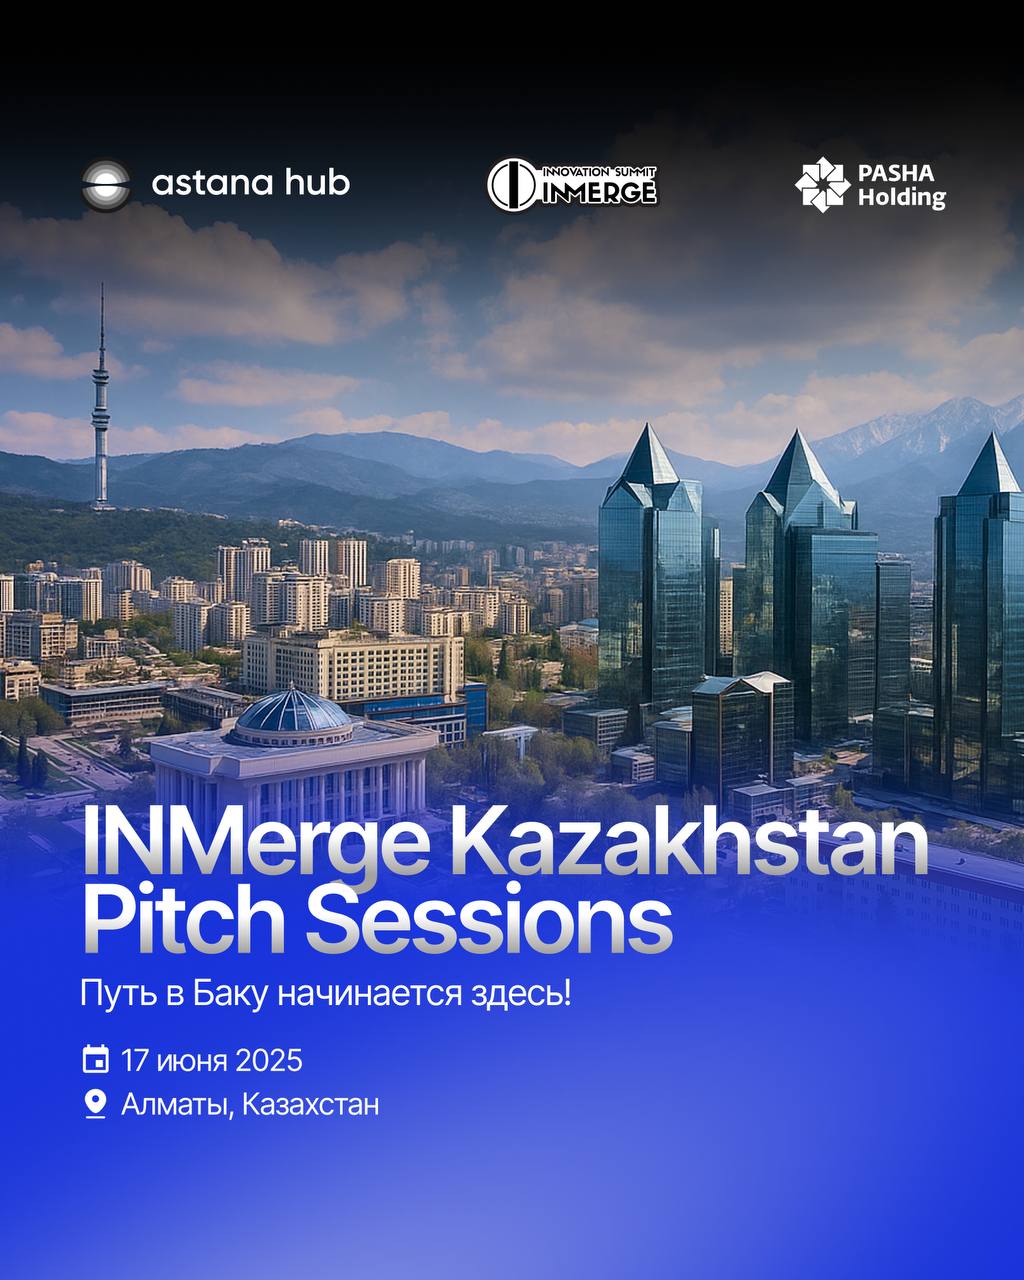 astana hub
INNOVATION SUMMIT
INMERGE
PASHA
Holding
INMerge Kazakhstan
Pitch Sessions
Путь в Баку начинается здесь!
17 июня 2025
Алматы, Казахстан